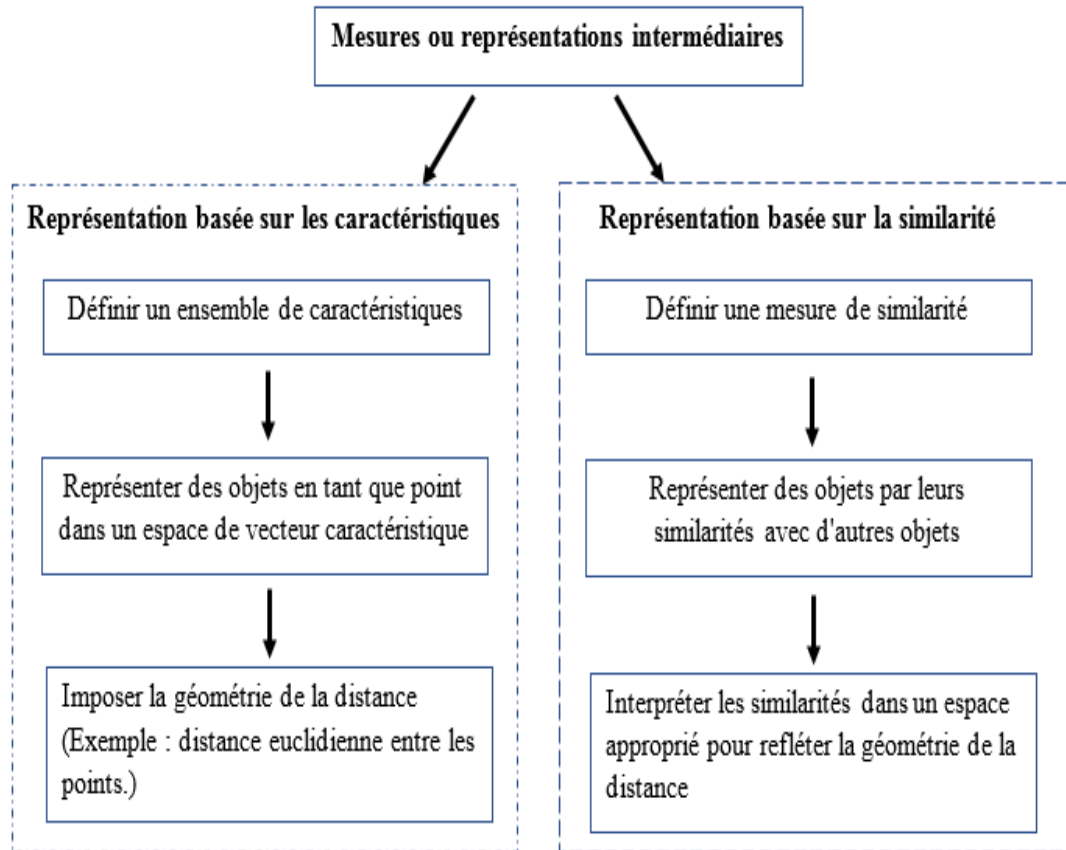 Mesures ou représentations intermédiaires
Représentation basée sur les caractéristiques
Définir un ensemble de caractéristiques
Représenter des objets en tant que point
dans un espace de vecteur caractéristique
Imposer la géométrie de la distance
(Exemple : distance euclidienne entre les
points.)
Représentation basée sur la similarité
Définir une mesure de similarité
Représenter des objets par leurs
similarités avec d'autres objets
Interpréter les similarités dans un espace
approprié pour refléter la géométrie de la
distance